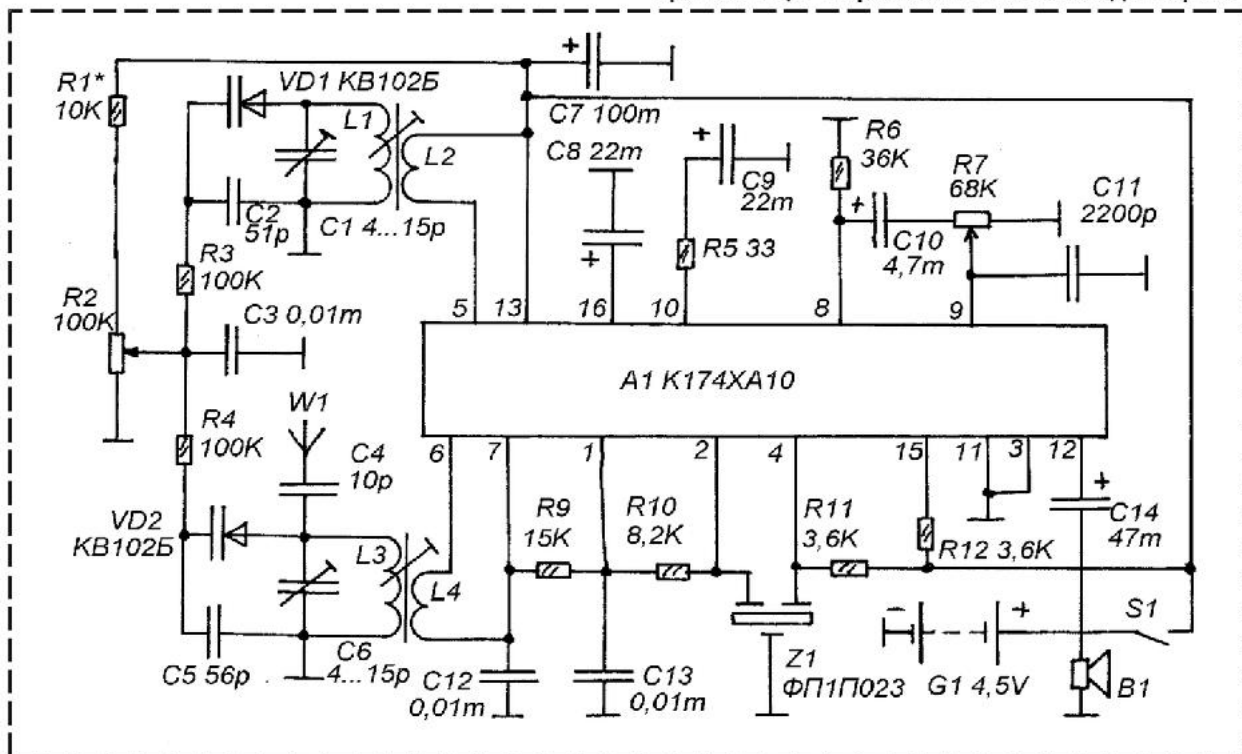 R1*
10K
VD1 КВ102Б
L1
L2
C7 100m
C8 22m
C9
22m
R6
36K
R7
68K
C11
2200p
C2
51p
C1 4...15p
R5 33
C10
4,7m
R3
100K
R2
100K
C3 0,01m
5
13
16
10
8
9
A1 К174ХА10
W1
R4
100K
C4
10p
6
7
1
2
4
15
11
3
12
VD2
КВ102Б
L3
L4
R9
15K
R10
8,2K
R11
3,6K
R12 3,6K
C14
47m
S1
C5 56p
C6
4...15p
C12
0,01m
C13
0,01m
Z1
ФП1П023
G1 4,5V
B1